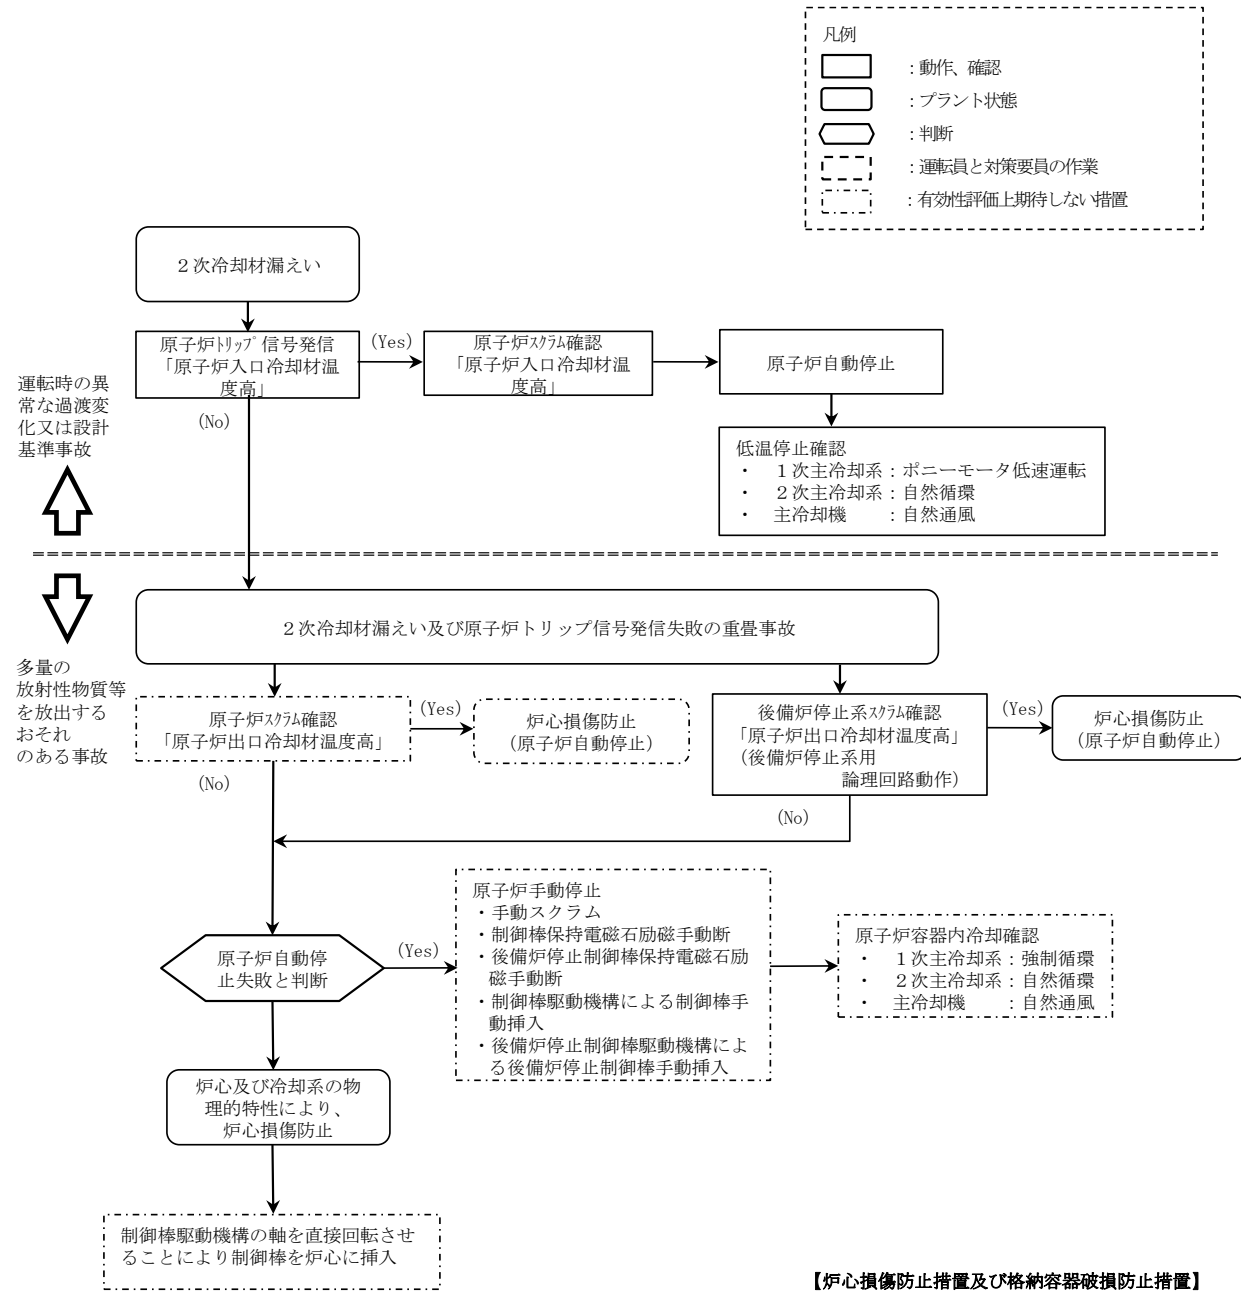 凡例
：動作、確認
：プラント状態
：判断
：運転員と対策要員の作業
：有効性評価上期待しない措置
２次冷却材漏えい
原子炉ﾄﾘｯﾌﾟ信号発信
「原子炉入口冷却材温
度高」
(Yes)
原子炉ｽｸﾗﾑ確認
「原子炉入口冷却材温
度高」
原子炉自動停止
(No)
運転時の異
常な過渡変
化又は設計
基準事故
低温停止確認
・　１次主冷却系：ポニーモータ低速運転
・　２次主冷却系：自然循環
・　主冷却機　　：自然通風
２次冷却材漏えい及び原子炉トリップ信号発信失敗の重畳事故
多量の
放射性物質等
を放出する
おそれ
のある事故
原子炉ｽｸﾗﾑ確認
「原子炉出口冷却材温度高」
(Yes)
炉心損傷防止
（原子炉自動停止）
後備炉停止系ｽｸﾗﾑ確認
「原子炉出口冷却材温度高」
（後備炉停止系用
論理回路動作）
(Yes)
炉心損傷防止
（原子炉自動停止）
(No)
(No)
原子炉自動停
止失敗と判断
(Yes)
原子炉手動停止
・手動スクラム
・制御棒保持電磁石励磁手動断
・後備炉停止制御棒保持電磁石励
磁手動断
・制御棒駆動機構による制御棒手
動挿入
・後備炉停止制御棒駆動機構によ
る後備炉停止制御棒手動挿入
原子炉容器内冷却確認
・　１次主冷却系：強制循環
・　２次主冷却系：自然循環
・　主冷却機　　：自然通風
炉心及び冷却系の物
理的特性により、
炉心損傷防止
制御棒駆動機構の軸を直接回転させ
ることにより制御棒を炉心に挿入
【炉心損傷防止措置及び格納容器破損防止措置】